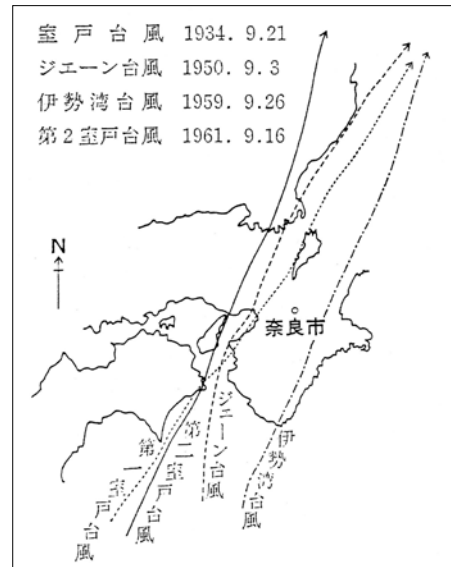 室戸台風 1934. 9.21
ジエーン台風 1950. 9.3
伊勢湾台風 1959. 9.26
第2室戸台風 1961. 9.16
N
奈良市
第一室戸台風
第二室戸台風
ジエーン台風
伊勢湾台風